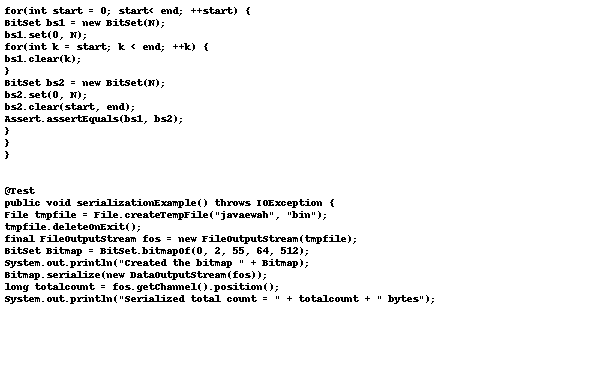 for(int start = 0; start< end; ++start) {
BitSet bs1 = new BitSet(N);
bs1.set(0, N);
for(int k = start; k < end; ++k) {
bs1.clear(k);
}
BitSet bs2 = new BitSet(N);
bs2.set(0, N);
bs2.clear(start, end);
Assert.assertEquals(bs1, bs2);
}
}
}
@Test
public void serializationExample() throws IOException {
File tmpfile = File.createTempFile("javaewah", "bin");
tmpfile.deleteOnExit();
final FileOutputStream fos = new FileOutputStream(tmpfile);
BitSet Bitmap = BitSet.bitmapOf(0, 2, 55, 64, 512);
System.out.println("Created the bitmap " + Bitmap);
Bitmap.serialize(new DataOutputStream(fos));
long totalcount = fos.getChannel().position();
System.out.println("Serialized total count = " + totalcount + " bytes");